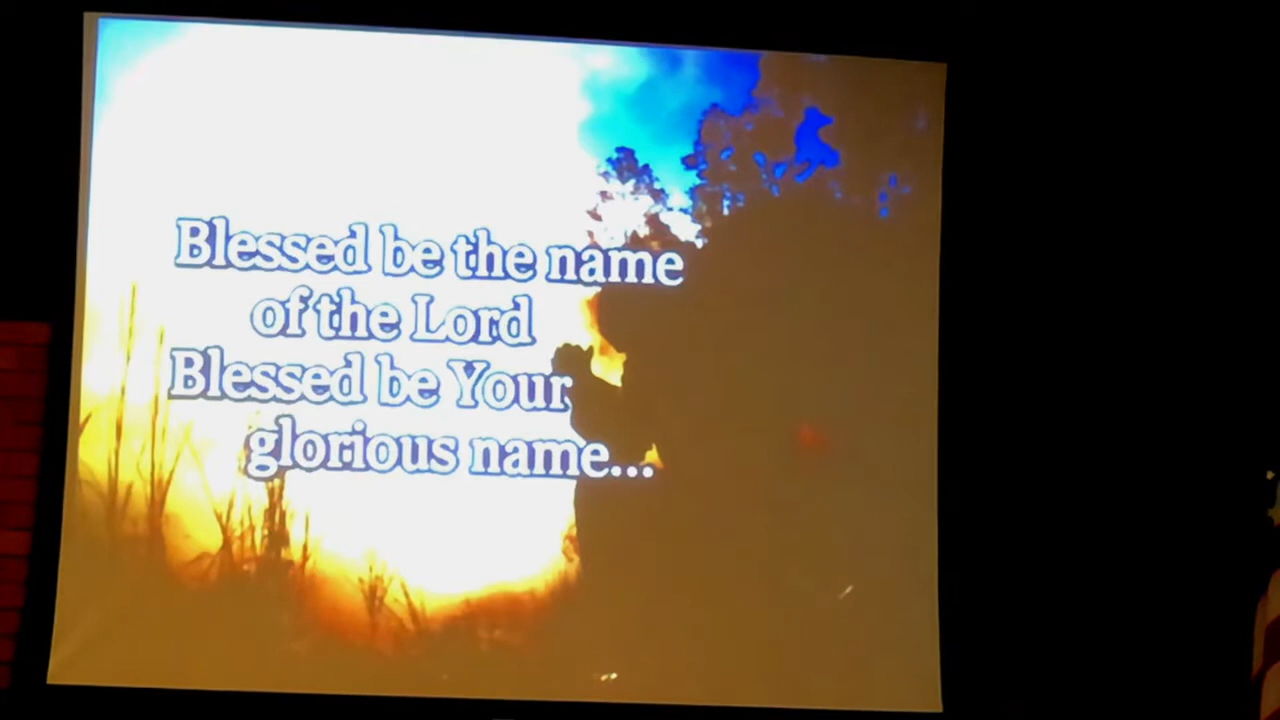 Blessed be the name
of the Lord
Blessed be Your
glorious name...